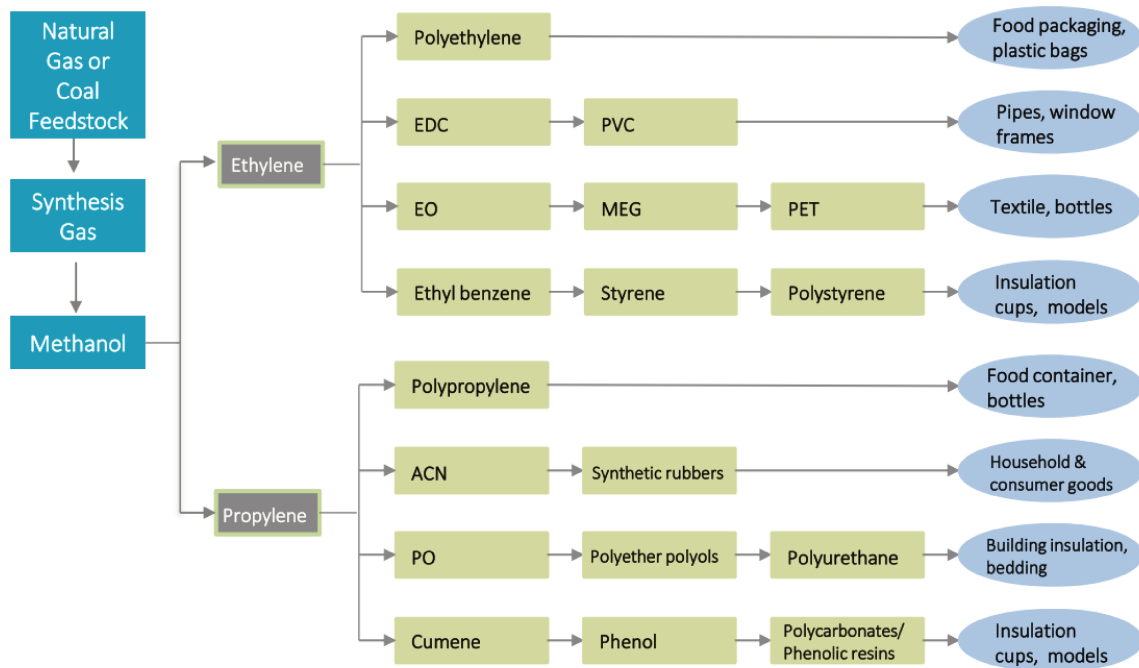 Natural
Gas or
Coal
Feedstock
Synthesis
Gas
Methanol
Ethylene
Polyethylene
Food packaging,
plastic bags
EDC
PVC
Pipes, window
frames
EO
MEG
PET
Textile, bottles
Ethyl benzene
Styrene
Polystyrene
Insulation
cups, models
Propylene
Polypropylene
Food container,
bottles
ACN
Synthetic rubbers
Household &
consumer goods
PO
Polyether polyols
Polyurethane
Building insulation,
bedding
Cumene
Phenol
Polycarbonates/
Phenolic resins
Insulation
cups, models